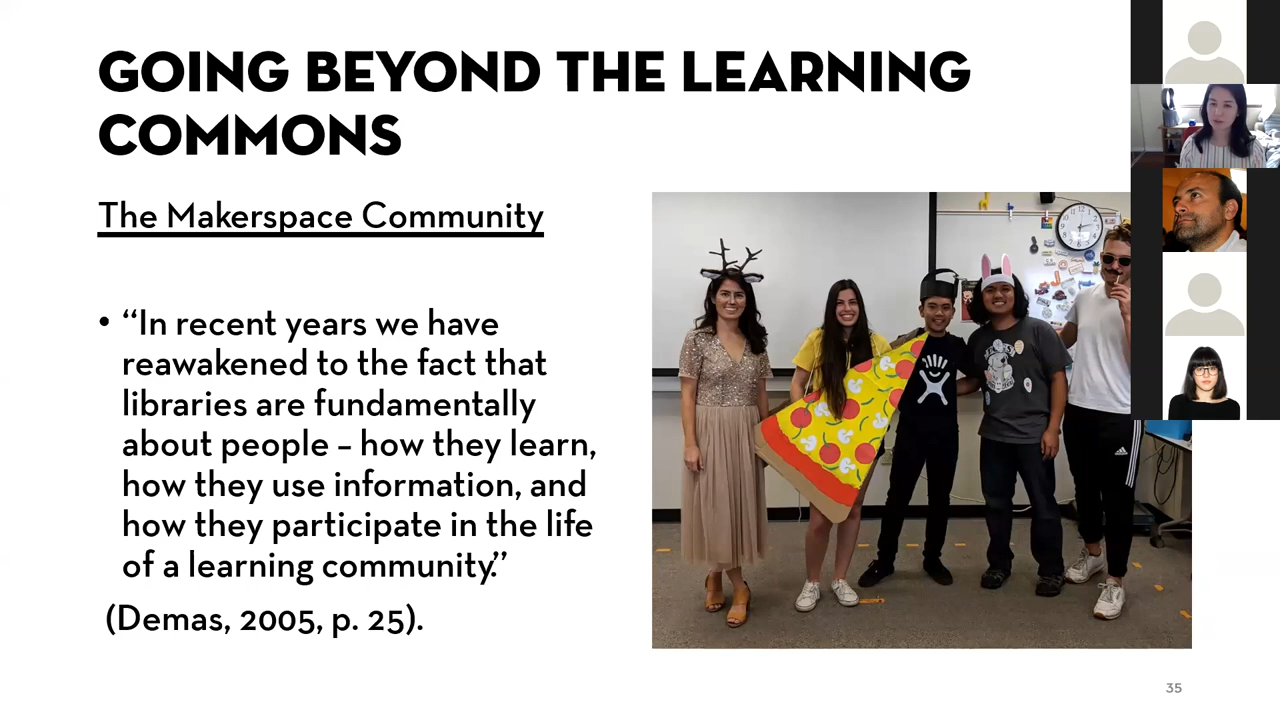 GOING BEYOND THE LEARNING
COMMONS
The Makerspace Community
• “In recent years we have
reawakened to the fact that
libraries are fundamentally
about people – how they learn,
how they use information, and
how they participate in the life
of a learning community.”
(Demas, 2005, p. 25).
35